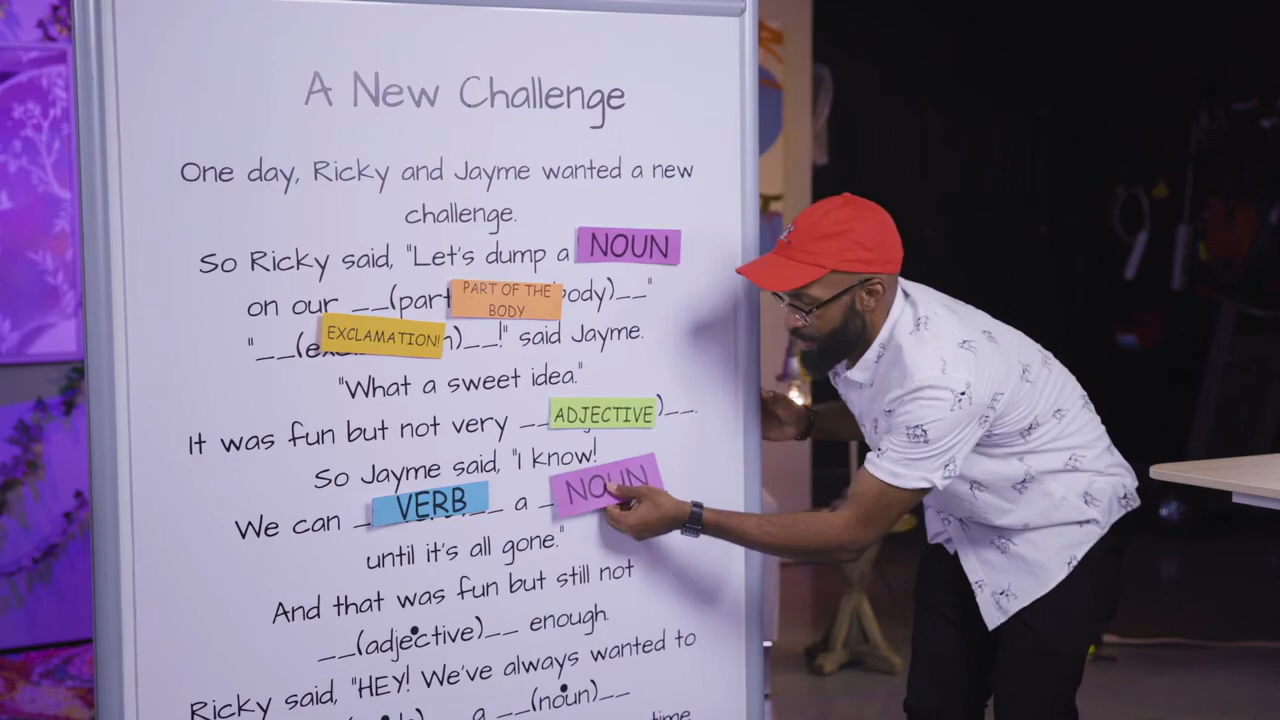 A New Challenge
One day, Ricky and Jayme wanted a new
challenge.
So Ricky said, "Let's dump a NOUN
on our __(part PART OF THE BODY ody)__"
"__(ex EXCLAMATION! n)__!" said Jayme.
"What a sweet idea."
It was fun but not very __ ADJECTIVE )__.
So Jayme said, "I know!
We can _ VERB _ a _ NOUN
until it's all gone."
And that was fun but still not
__(adjective)__ enough.
Ricky said, "HEY! We've always wanted to
a __(noun)__
time